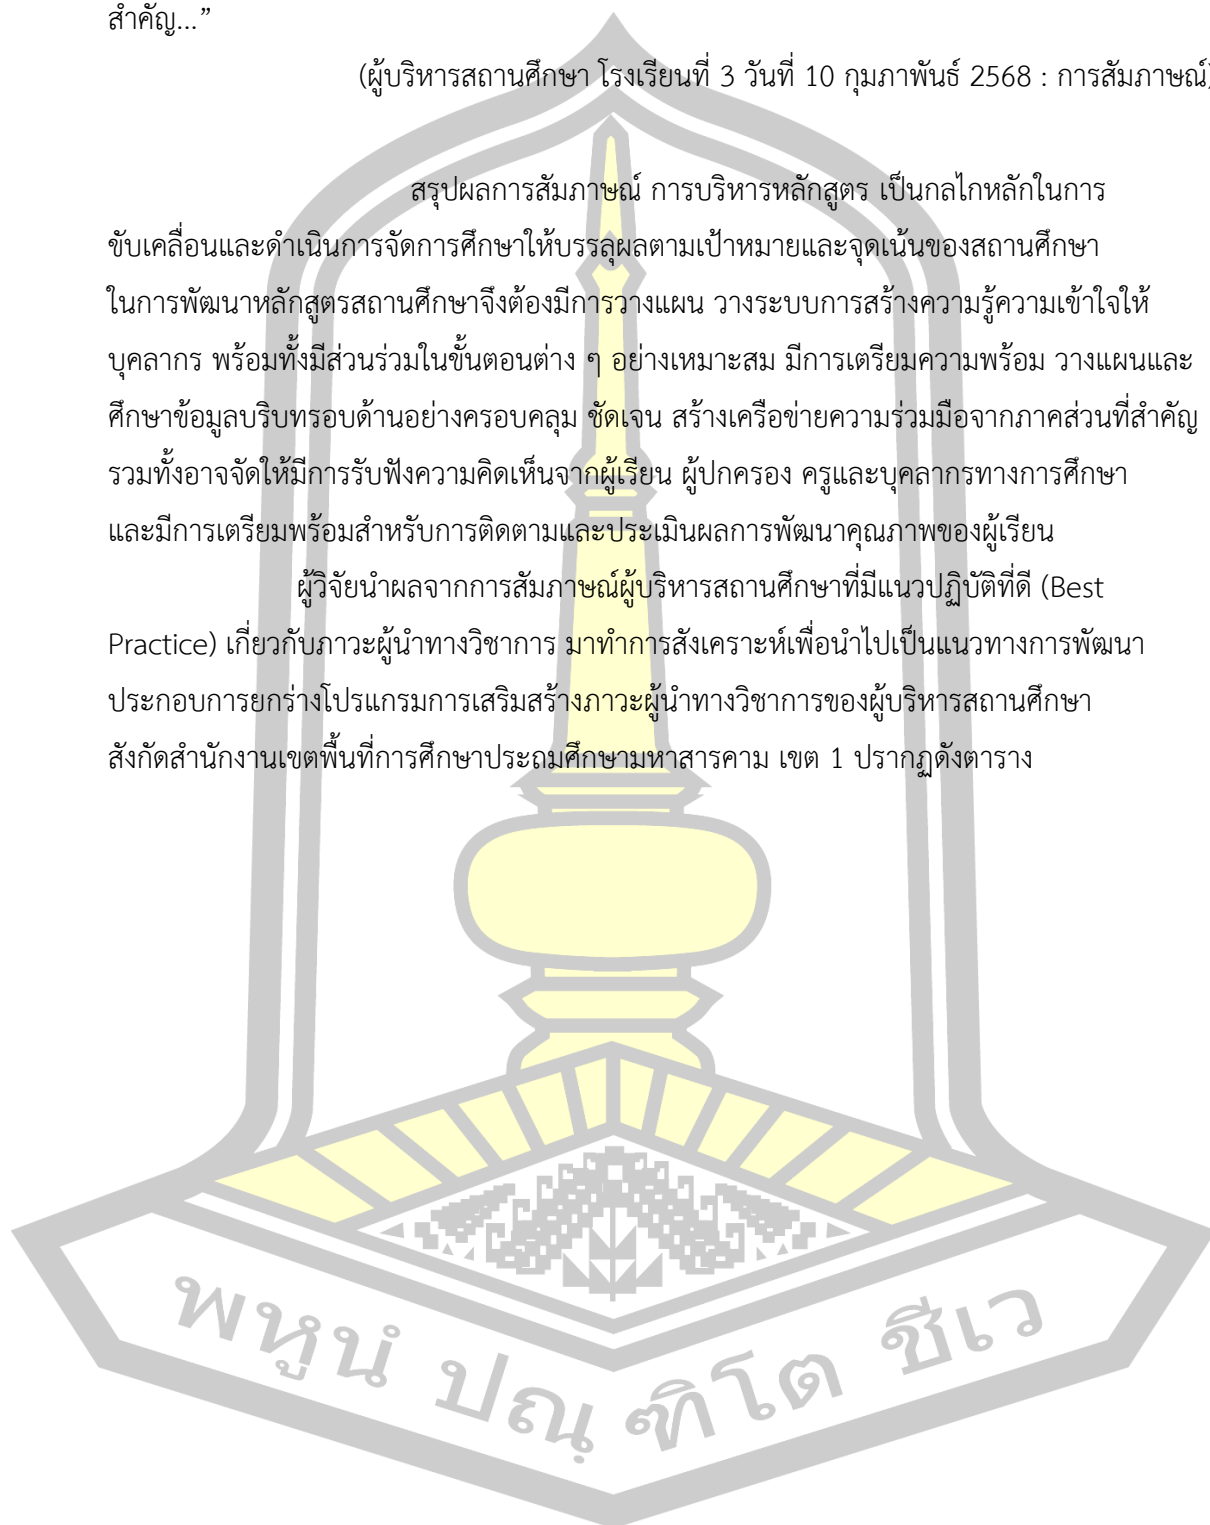 สำคัญ...”
(ผู้บริหารสถานศึกษา โรงเรียนที่ 3 วันที่ 10 กุมภาพันธ์ 2568 : การสัมภาษณ์)
สรุปผลการสัมภาษณ์ การบริหารหลักสูตร เป็นกลไกหลักในการ
ขับเคลื่อนและดำเนินการจัดการศึกษาให้บรรลุผลตามเป้าหมายและจุดเน้นของสถานศึกษา
ในการพัฒนาหลักสูตรสถานศึกษาจึงต้องมีการวางแผน วางระบบการสร้างความรู้ความเข้าใจให้
บุคลากร พร้อมทั้งมีส่วนร่วมในขั้นตอนต่าง ๆ อย่างเหมาะสม มีการเตรียมความพร้อม วางแผนและ
ศึกษาข้อมูลบริบทรอบด้านอย่างครอบคลุม ชัดเจน สร้างเครือข่ายความร่วมมือจากภาคส่วนที่สำคัญ
รวมทั้งอาจจัดให้มีการรับฟังความคิดเห็นจากผู้เรียน ผู้ปกครอง ครูและบุคลากรทางการศึกษา
และมีการเตรียมพร้อมสำหรับการติดตามและประเมินผลการพัฒนาคุณภาพของผู้เรียน
ผู้วิจัยนำผลจากการสัมภาษณ์ผู้บริหารสถานศึกษาที่มีแนวปฏิบัติที่ดี (Best
Practice) เกี่ยวกับภาวะผู้นำทางวิชาการ มาทำการสังเคราะห์เพื่อนำไปเป็นแนวทางการพัฒนา
ประกอบการยกร่างโปรแกรมการเสริมสร้างภาวะผู้นำทางวิชาการของผู้บริหารสถานศึกษา
สังกัดสำนักงานเขตพื้นที่การศึกษาประถมศึกษามหาสารคาม เขต 1 ปรากฏดังตาราง
พหูนํ ปณฺ ฑิโต ชีเว